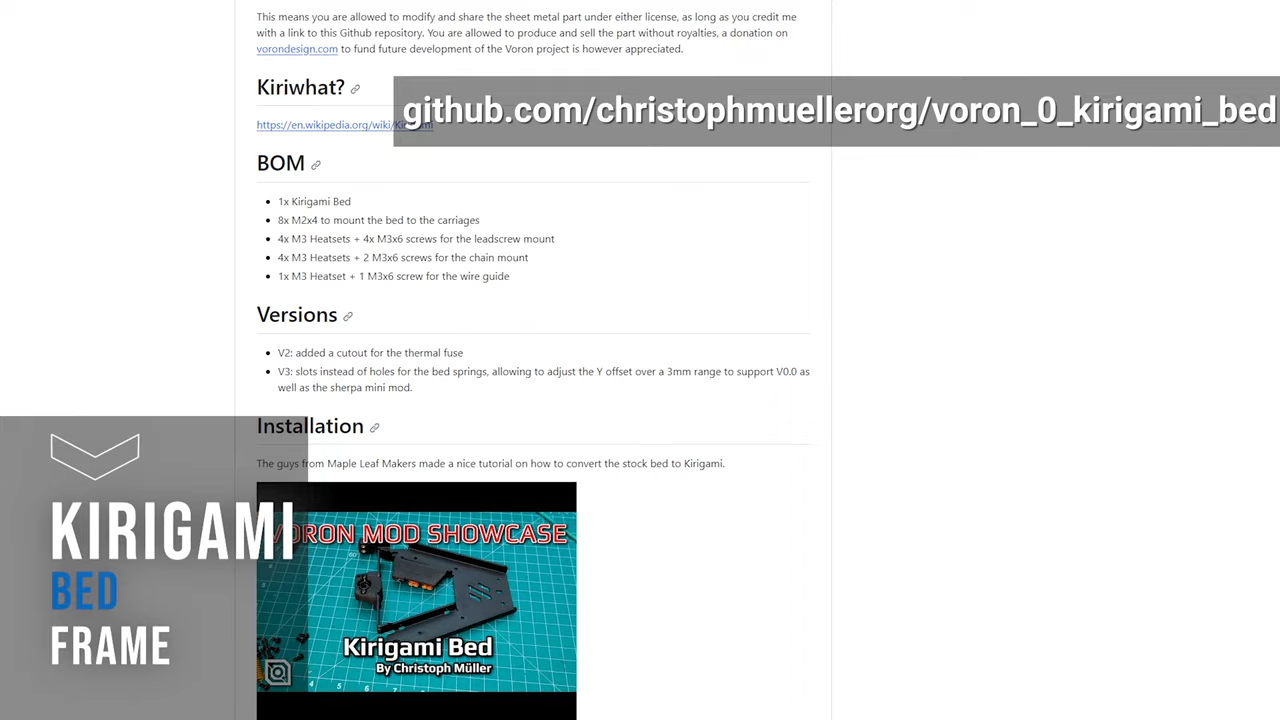 This means you are allowed to modify and share the sheet metal part under either license, as long as you credit me
with a link to this Github repository. You are allowed to produce and sell the part without royalties, a donation on
vorondesign.com to fund future development of the Voron project is however appreciated.
Kiriwhat?
github.com/christophmuellerorg/voron_0_kirigami_bed
https://en.wikipedia.org/wiki/Kirigami
BOM
1x Kirigami Bed
8x M2x4 to mount the bed to the carriages
4x M3 Heatsets + 4x M3x6 screws for the leadscrew mount
4x M3 Heatsets + 2 M3x6 screws for the chain mount
1x M3 Heatset + 1 M3x6 screw for the wire guide
Versions
V2: added a cutout for the thermal fuse
V3: slots instead of holes for the bed springs, allowing to adjust the Y offset over a 3mm range to support V0.0 as
well as the sherpa mini mod.
Installation
The guys from Maple Leaf Makers made a nice tutorial on how to convert the stock bed to Kirigami.
KIRIGAMI
BED
FRAME
VORON MOD SHOWCASE
Kirigami Bed
By Christoph Müller
4 5 6 7